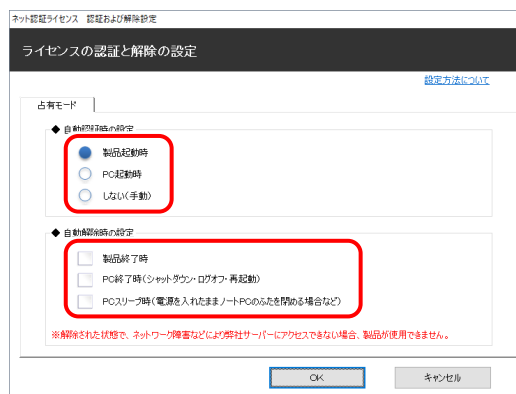 ネット認証ライセンス 認証および解除設定
ライセンスの認証と解除の設定
設定方法について
占有モード
◆ 自動認証時の設定
製品起動時
PC起動時
しない(手動)
◆ 自動解除時の設定
製品終了時
PC終了時(シャットダウン・ログオフ・再起動)
PCスリープ時(電源を入れたままノートPCのふたを閉める場合など)
※解除された状態で、ネットワーク障害などにより弊社サーバーにアクセスできない場合、製品が使用できません。
OK
キャンセル